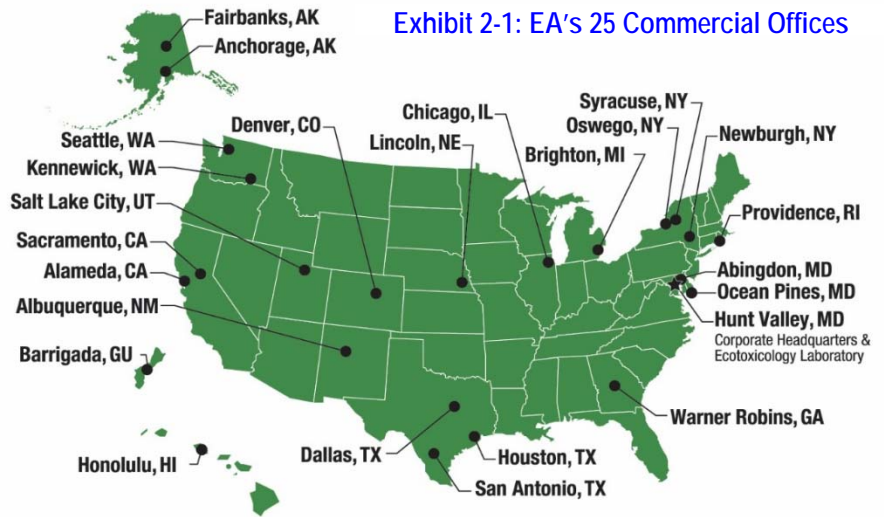 Exhibit 2-1: EA's 25 Commercial Offices
Fairbanks, AK
Anchorage, AK
Seattle, WA
Kennewick, WA
Salt Lake City, UT
Sacramento, CA
Alameda, CA
Albuquerque, NM
Barrigada, GU
Honolulu, HI
Denver, CO
Lincoln, NE
Chicago, IL
Brighton, MI
Syracuse, NY
Oswego, NY
Newburgh, NY
Providence, RI
Abingdon, MD
Ocean Pines, MD
Hunt Valley, MD
Corporate Headquarters &
Ecotoxicology Laboratory
Warner Robins, GA
Dallas, TX
Houston, TX
San Antonio, TX